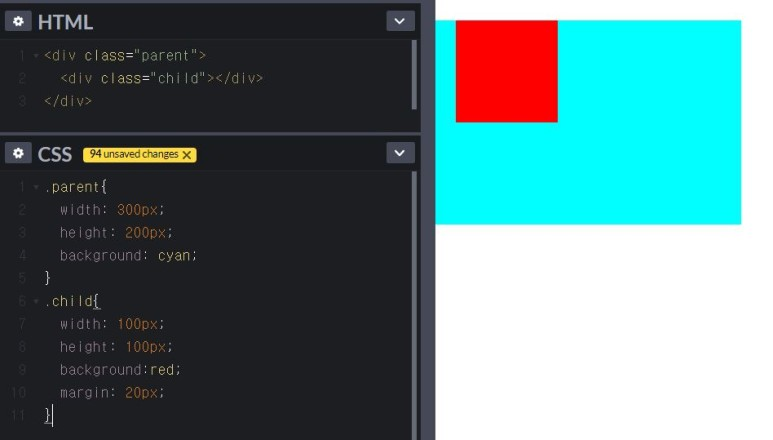 HTML
1 <div class="parent">
2 <div class="child"></div>
3 </div>
CSS 94 unsaved changes X
1 .parent{
2 width: 300px;
3 height: 200px;
4 background: cyan;
5 }
6 .child{
7 width: 100px;
8 height: 100px;
9 background:red;
10 margin: 20px;
11 }